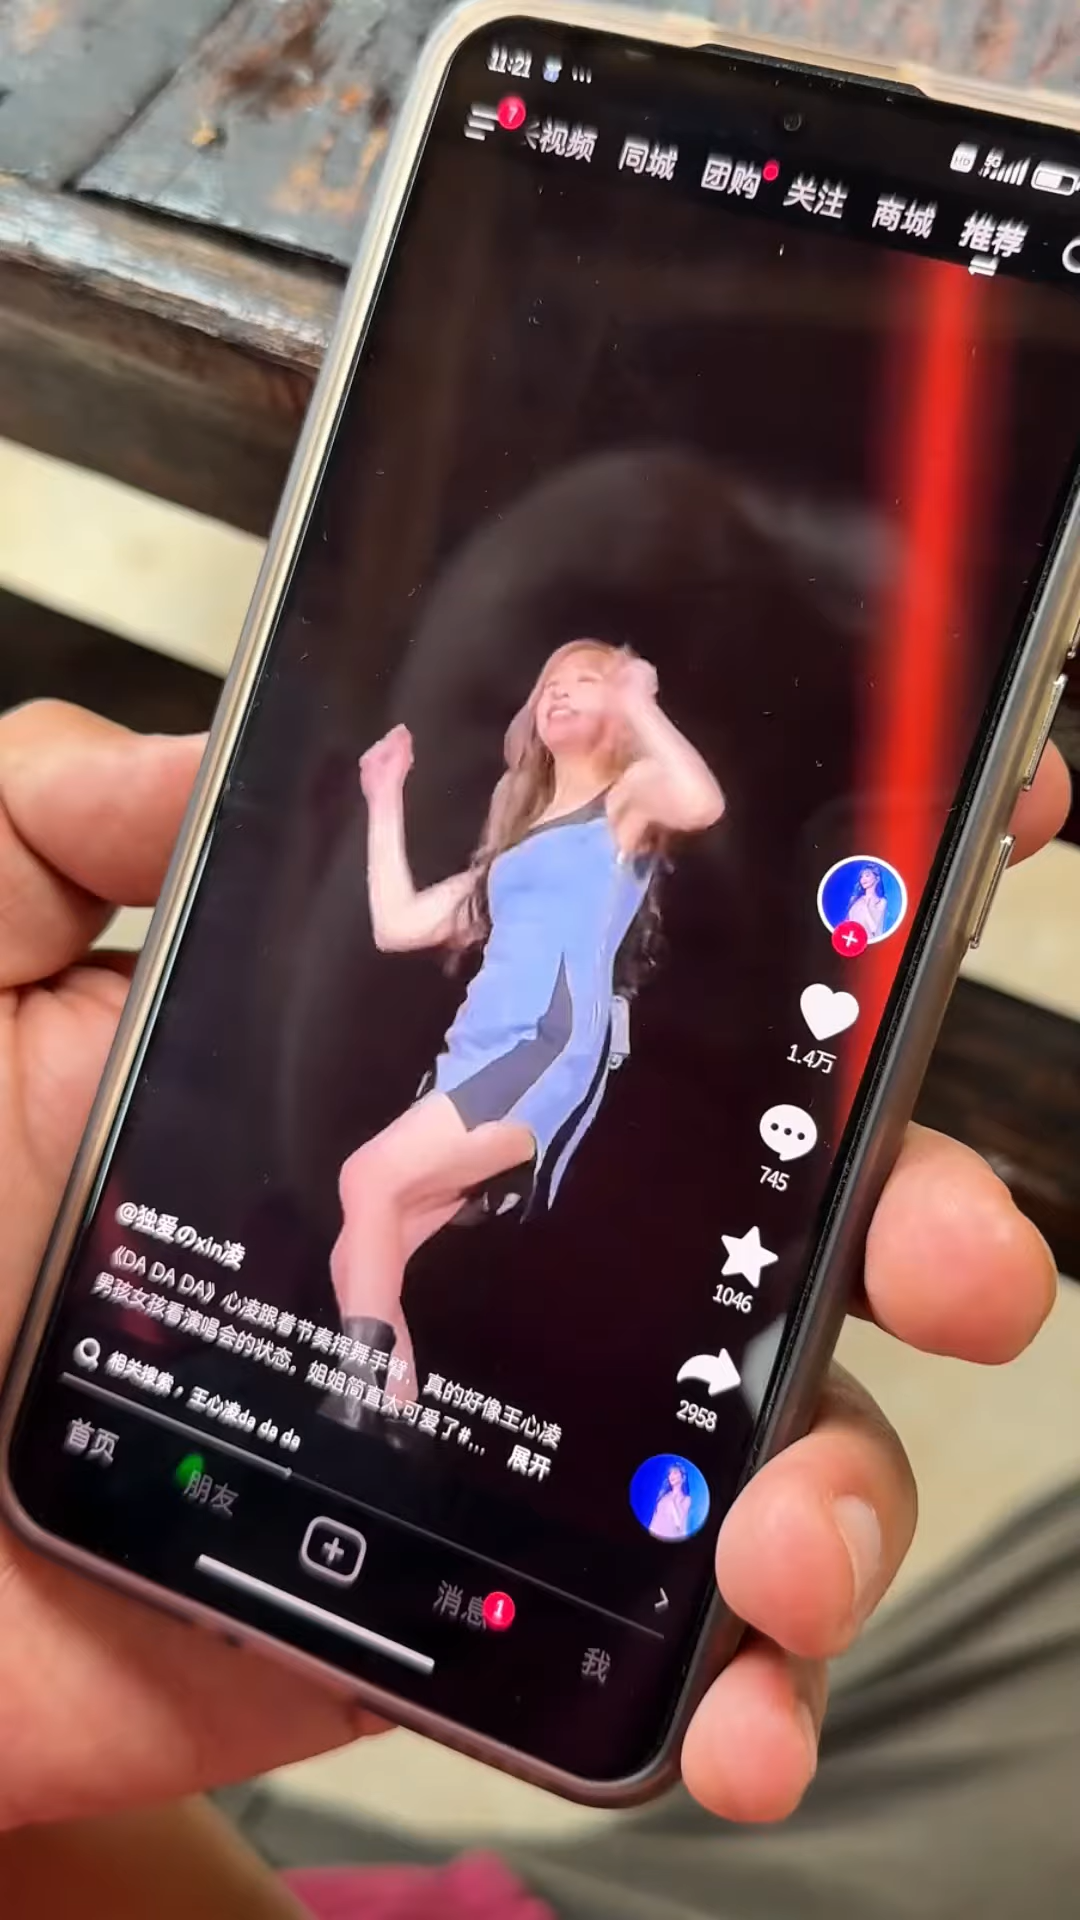 11:21
7
长视频 同城 团购 关注 商城 推荐
HD 5G
1.4万
745
1046
2958
@独爱のxin凌
《DA DA DA》心凌跟着节奏挥舞手臂，真的好像王心凌
男孩女孩看演唱会的状态。姐姐简直太可爱了#... 展开
相关搜索，王心凌da da da
首页 朋友 消息 1 我